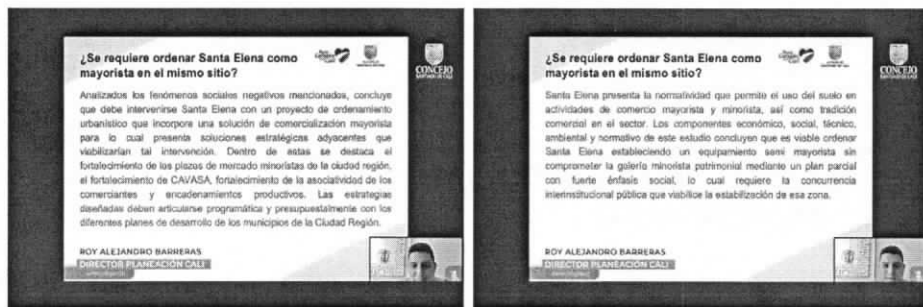 ¿Se requiere ordenar Santa Elena como
mayorista en el mismo sitio?
CONCEJO
Analizados los fenómenos sociales negativos mencionados, concluye
que debe intervenirse Santa Elena con un proyecto de ordenamiento
urbanístico que incorpore una solución de comercialización mayorista
para lo cual presenta soluciones estratégicas adyacentes que
viabilizarían tal intervención. Dentro de estas se destaca el
fortalecimiento de las plazas de mercado minoristas de la ciudad región,
el fortalecimiento de CAVASA, fortalecimiento de la asociatividad de los
comerciantes y encadenamientos productivos. Las estrategias
diseñadas deben articularse programática y presupuestalmente con los
diferentes planes de desarrollo de los municipios de la Ciudad Región.
ROY ALEJANDRO BARRERAS
DIRECTOR PLANEACIÓN CALI
¿Se requiere ordenar Santa Elena como
mayorista en el mismo sitio?
CONCEJO
Santa Elena presenta la normatividad que permite el uso del suelo en
actividades de comercio mayorista y minorista, así como tradición
comercial en el sector. Los componentes económico, social, técnico,
ambiental y normativo de este estudio concluyen que es viable ordenar
Santa Elena estableciendo un equipamiento semi mayorista sin
comprometer la galería minorista patrimonial mediante un plan parcial
con fuerte énfasis social, lo cual requiere la concurrencia
interinstitucional pública que viabilice la estabilización de esa zona.
ROY ALEJANDRO BARRERAS
DIRECTOR PLANEACIÓN CALI